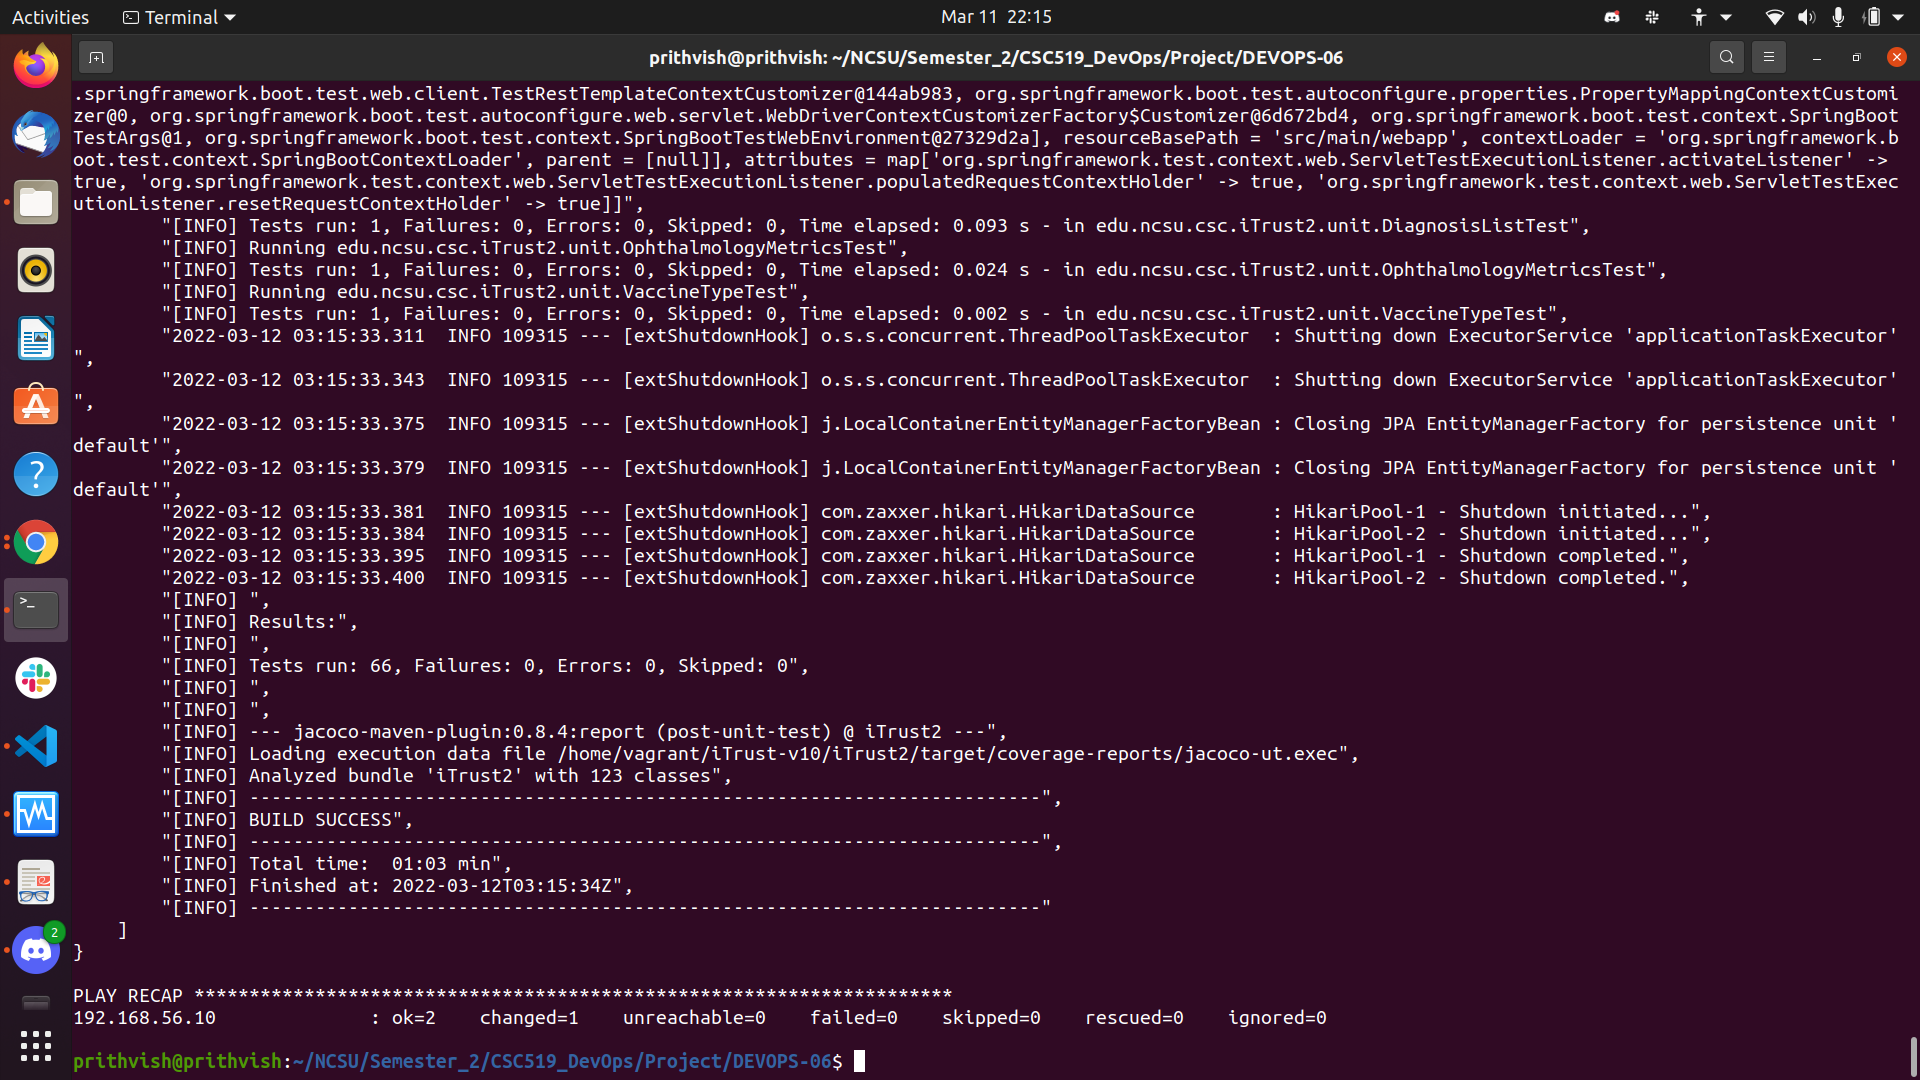 Activities
Terminal
Mar 11  22:15
prithvish@prithvish: ~/NCSU/Semester_2/CSC519_DevOps/Project/DEVOPS-06
.springframework.boot.test.web.client.TestRestTemplateContextCustomizer@144ab983, org.springframework.boot.test.autoconfigure.properties.PropertyMappingContextCustomi
zer@0, org.springframework.boot.test.autoconfigure.web.servlet.WebDriverContextCustomizerFactory$Customizer@6d672bd4, org.springframework.boot.test.context.SpringBoot
TestArgs@1, org.springframework.boot.test.context.SpringBootTestWebEnvironment@27329d2a], resourceBasePath = 'src/main/webapp', contextLoader = 'org.springframework.b
oot.test.context.SpringBootContextLoader', parent = [null]], attributes = map['org.springframework.test.context.web.ServletTestExecutionListener.activateListener' ->
true, 'org.springframework.test.context.web.ServletTestExecutionListener.populatedRequestContextHolder' -> true, 'org.springframework.test.context.web.ServletTestExec
utionListener.resetRequestContextHolder' -> true]]",
"[INFO] Tests run: 1, Failures: 0, Errors: 0, Skipped: 0, Time elapsed: 0.093 s - in edu.ncsu.csc.iTrust2.unit.DiagnosisListTest",
"[INFO] Running edu.ncsu.csc.iTrust2.unit.OphthalmologyMetricsTest",
"[INFO] Tests run: 1, Failures: 0, Errors: 0, Skipped: 0, Time elapsed: 0.024 s - in edu.ncsu.csc.iTrust2.unit.OphthalmologyMetricsTest",
"[INFO] Running edu.ncsu.csc.iTrust2.unit.VaccineTypeTest",
"[INFO] Tests run: 1, Failures: 0, Errors: 0, Skipped: 0, Time elapsed: 0.002 s - in edu.ncsu.csc.iTrust2.unit.VaccineTypeTest",
"2022-03-12 03:15:33.311  INFO 109315 --- [extShutdownHook] o.s.s.concurrent.ThreadPoolTaskExecutor  : Shutting down ExecutorService 'applicationTaskExecutor'
",
"2022-03-12 03:15:33.343  INFO 109315 --- [extShutdownHook] o.s.s.concurrent.ThreadPoolTaskExecutor  : Shutting down ExecutorService 'applicationTaskExecutor'
",
"2022-03-12 03:15:33.375  INFO 109315 --- [extShutdownHook] j.LocalContainerEntityManagerFactoryBean : Closing JPA EntityManagerFactory for persistence unit '
default'",
"2022-03-12 03:15:33.379  INFO 109315 --- [extShutdownHook] j.LocalContainerEntityManagerFactoryBean : Closing JPA EntityManagerFactory for persistence unit '
default'",
"2022-03-12 03:15:33.381  INFO 109315 --- [extShutdownHook] com.zaxxer.hikari.HikariDataSource       : HikariPool-1 - Shutdown initiated...",
"2022-03-12 03:15:33.384  INFO 109315 --- [extShutdownHook] com.zaxxer.hikari.HikariDataSource       : HikariPool-2 - Shutdown initiated...",
"2022-03-12 03:15:33.395  INFO 109315 --- [extShutdownHook] com.zaxxer.hikari.HikariDataSource       : HikariPool-1 - Shutdown completed.",
"2022-03-12 03:15:33.400  INFO 109315 --- [extShutdownHook] com.zaxxer.hikari.HikariDataSource       : HikariPool-2 - Shutdown completed.",
"[INFO] ",
"[INFO] Results:",
"[INFO] ",
"[INFO] Tests run: 66, Failures: 0, Errors: 0, Skipped: 0",
"[INFO] ",
"[INFO] ",
"[INFO] --- jacoco-maven-plugin:0.8.4:report (post-unit-test) @ iTrust2 ---",
"[INFO] Loading execution data file /home/vagrant/iTrust-v10/iTrust2/target/coverage-reports/jacoco-ut.exec",
"[INFO] Analyzed bundle 'iTrust2' with 123 classes",
"[INFO] ------------------------------------------------------------------------",
"[INFO] BUILD SUCCESS",
"[INFO] ------------------------------------------------------------------------",
"[INFO] Total time:  01:03 min",
"[INFO] Finished at: 2022-03-12T03:15:34Z",
"[INFO] ------------------------------------------------------------------------"
]
}
PLAY RECAP *********************************************************************
192.168.56.10              : ok=2    changed=1    unreachable=0    failed=0    skipped=0    rescued=0    ignored=0
prithvish@prithvish:~/NCSU/Semester_2/CSC519_DevOps/Project/DEVOPS-06$
2